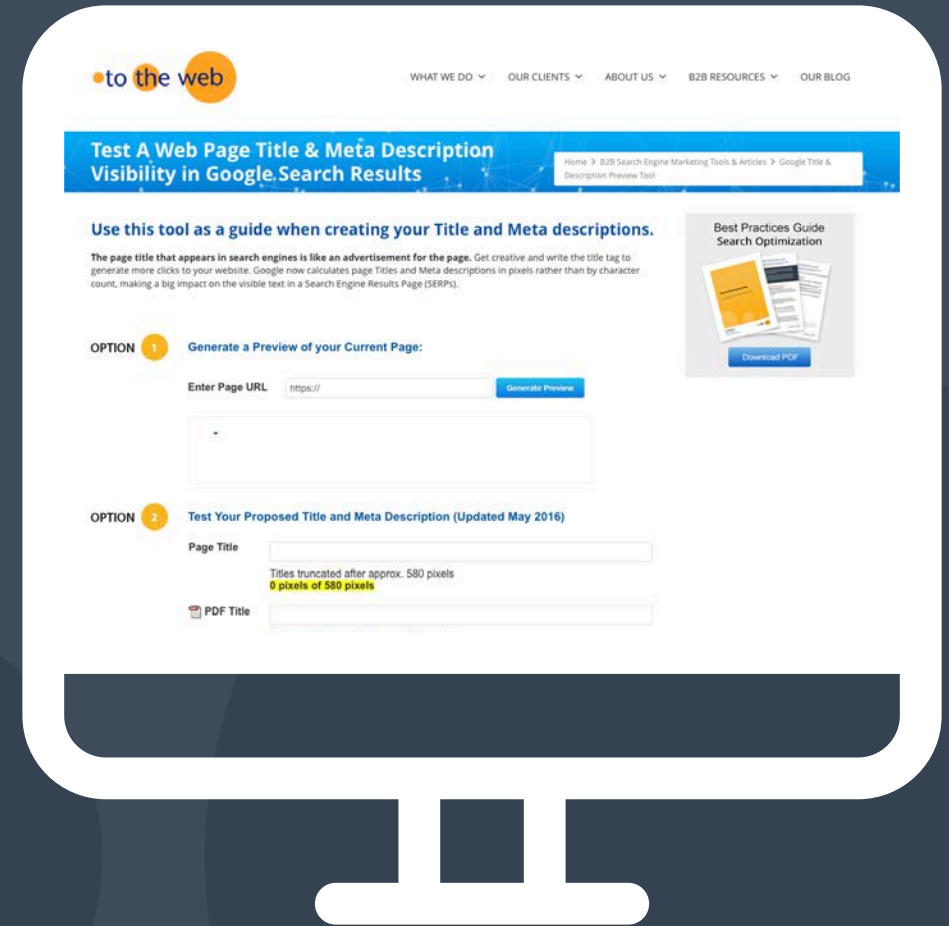 to the web
WHAT WE DO
OUR CLIENTS
ABOUT US
B2B RESOURCES
OUR BLOG
Test A Web Page Title & Meta Description
Visibility in Google Search Results
Home > B2B Search Engine Marketing Tools & Articles > Google Title &
Description Preview Tool
Use this tool as a guide when creating your Title and Meta descriptions.
The page title that appears in search engines is like an advertisement for the page. Get creative and write the title tag to
generate more clicks to your website. Google now calculates page Titles and Meta descriptions in pixels rather than by character
count, making a big impact on the visible text in a Search Engine Results Page (SERPs).
Best Practices Guide
Search Optimization
Download PDF
OPTION 1
Generate a Preview of your Current Page:
Enter Page URL
https://
Generate Preview
OPTION 2
Test Your Proposed Title and Meta Description (Updated May 2016)
Page Title
Titles truncated after approx. 580 pixels
0 pixels of 580 pixels
PDF Title